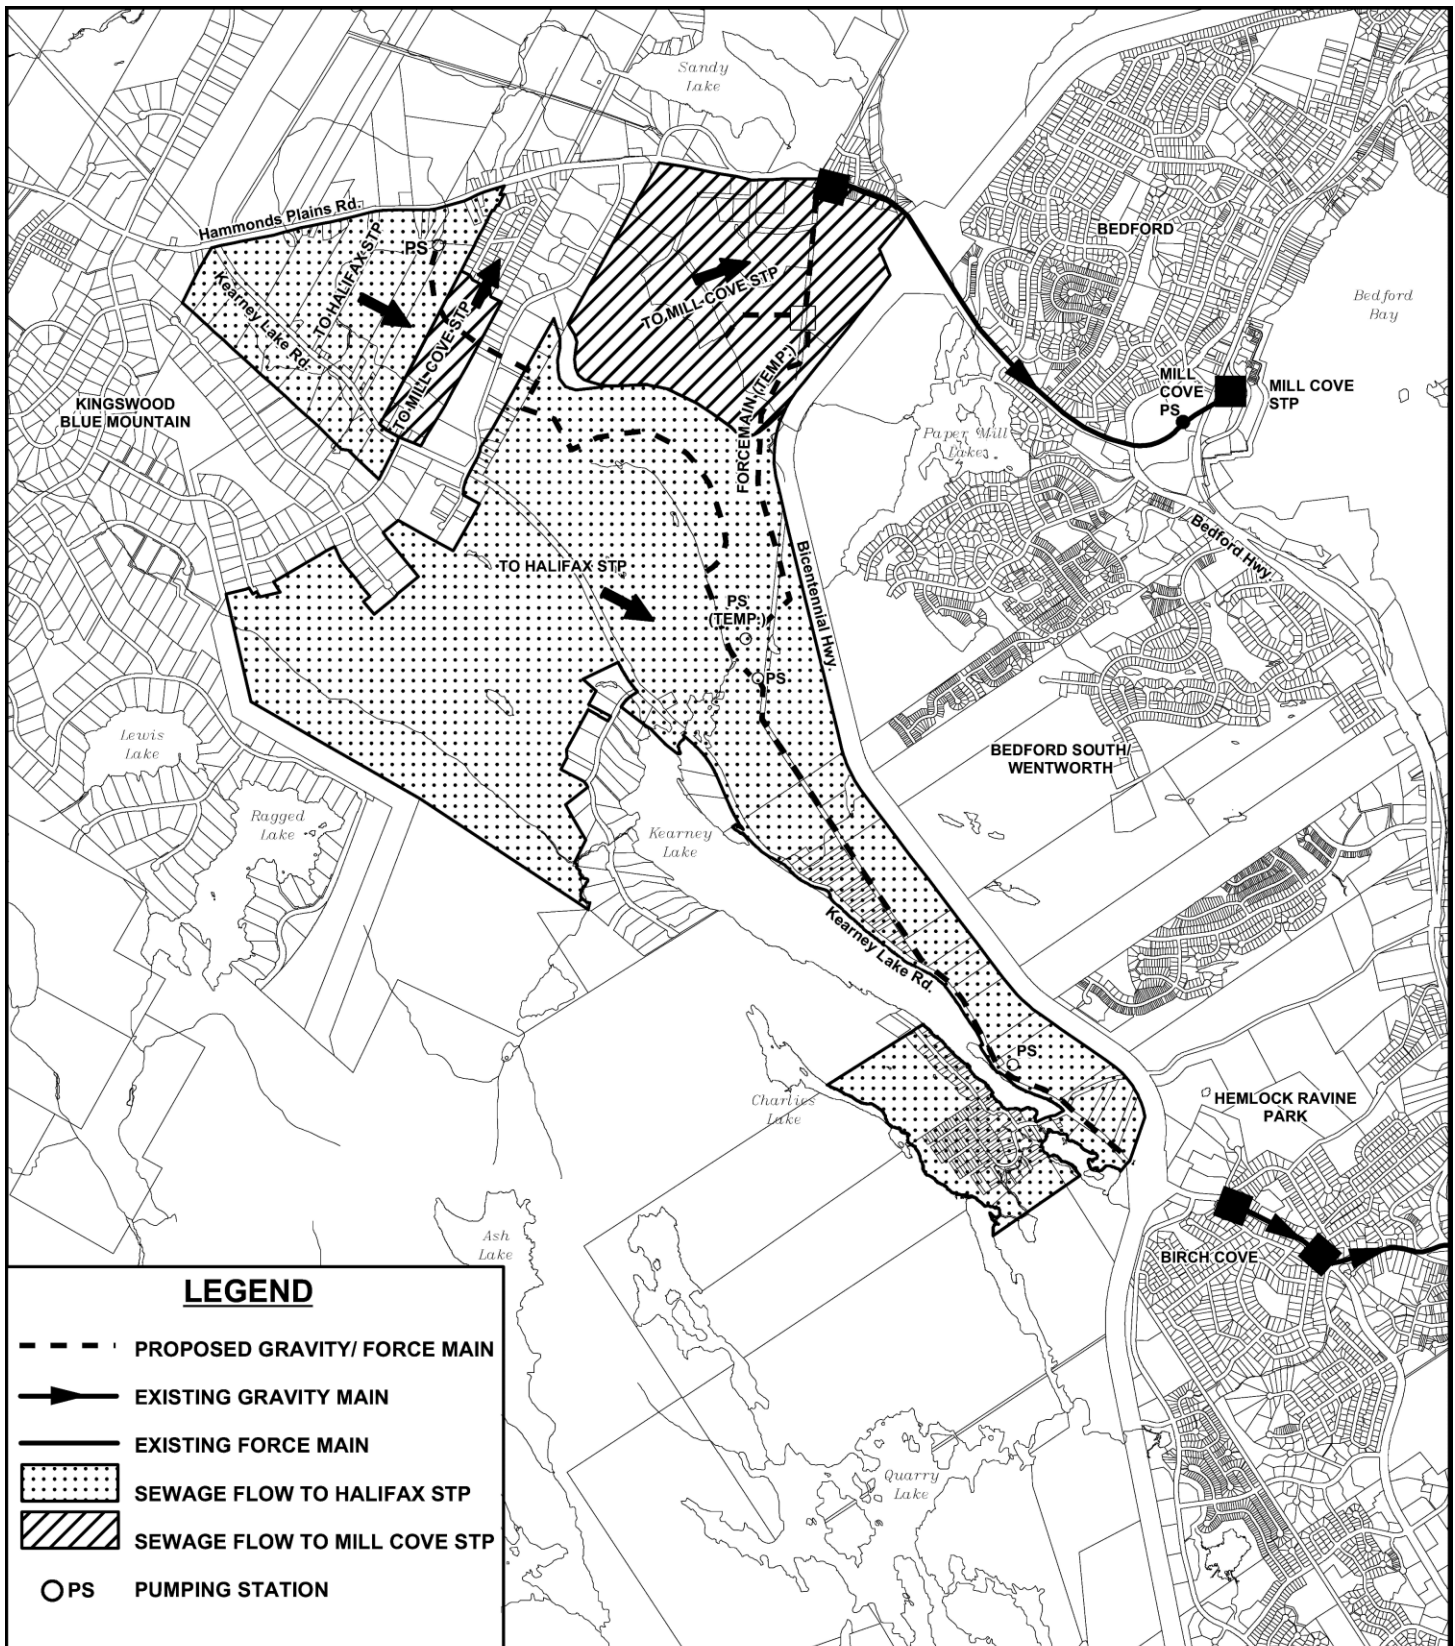 Sandy
Lake
Hammonds Plains Rd.
PS
TO HALIFAX STP
Kearney Lake Rd.
TO MILL COVE STP
TO MILL COVE STP
BEDFORD
Bedford
Bay
KINGSWOOD
BLUE MOUNTAIN
FORCEMAIN (TEMP.)
MILL
COVE
PS
MILL COVE
STP
Paper Mill
Lake
Bedford Hwy.
TO HALIFAX STP
Bicentennial Hwy.
PS
(TEMP.)
PS
Lewis
Lake
BEDFORD SOUTH/
WENTWORTH
Ragged
Lake
Kearney
Lake
Kearney Lake Rd.
PS
Charlies
Lake
HEMLOCK RAVINE
PARK
Ash
Lake
BIRCH COVE
Quarry
Lake
LEGEND
PROPOSED GRAVITY/ FORCE MAIN
EXISTING GRAVITY MAIN
EXISTING FORCE MAIN
SEWAGE FLOW TO HALIFAX STP
SEWAGE FLOW TO MILL COVE STP
PS PUMPING STATION